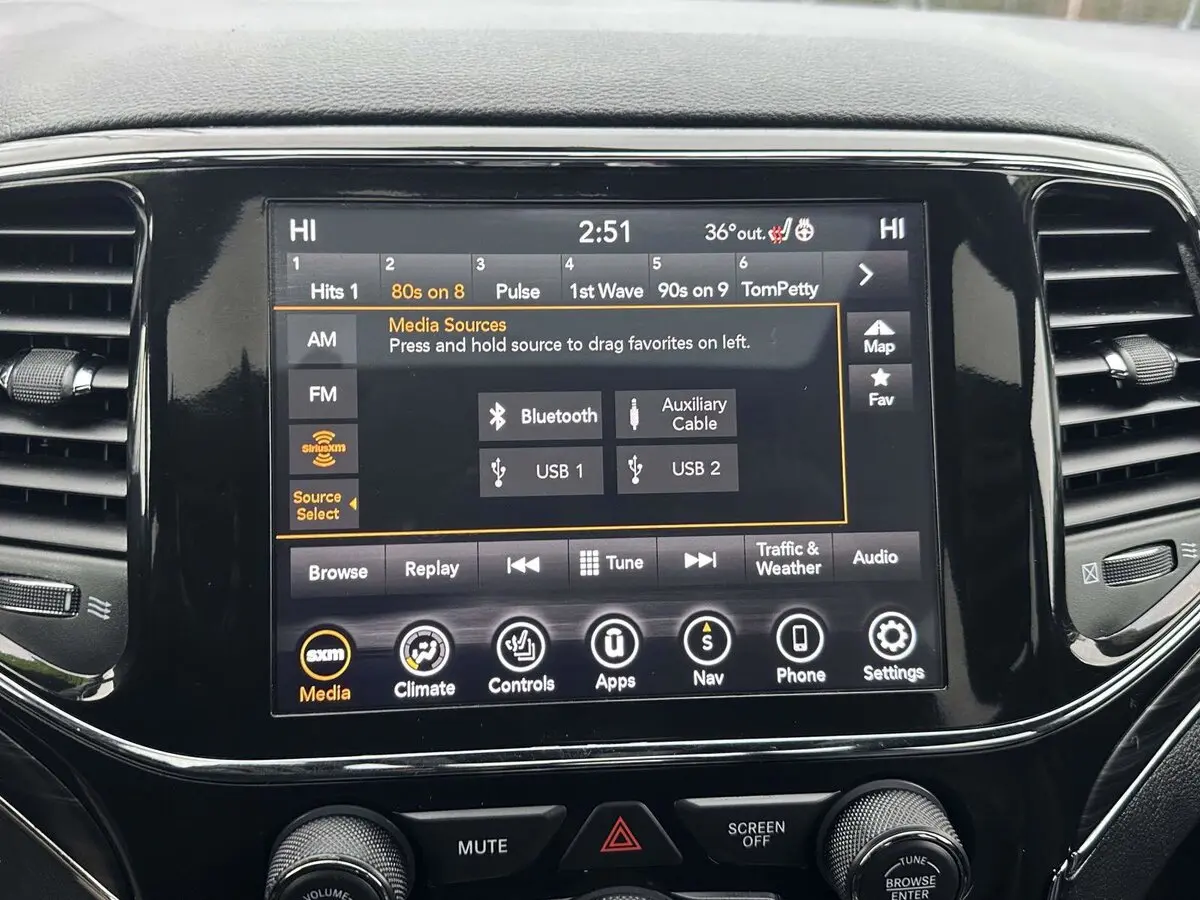 HI 2:51 36° out. HI
1 2 3 4 5 6
Hits 1 80s on 8 Pulse 1st Wave 90s on 9 TomPetty
AM
Media Sources
Press and hold source to drag favorites on left.
Map
FM
Fav
Bluetooth
Auxiliary
Cable
SiriusXm
USB 1
USB 2
Source
Select
Browse
Replay
Tune
Traffic &
Weather
Audio
sxm
Media
Climate
Controls
ū
Apps
S
Nav
Phone
Settings
MUTE
SCREEN
OFF
VOLUME
TUNE
BROWSE
ENTER